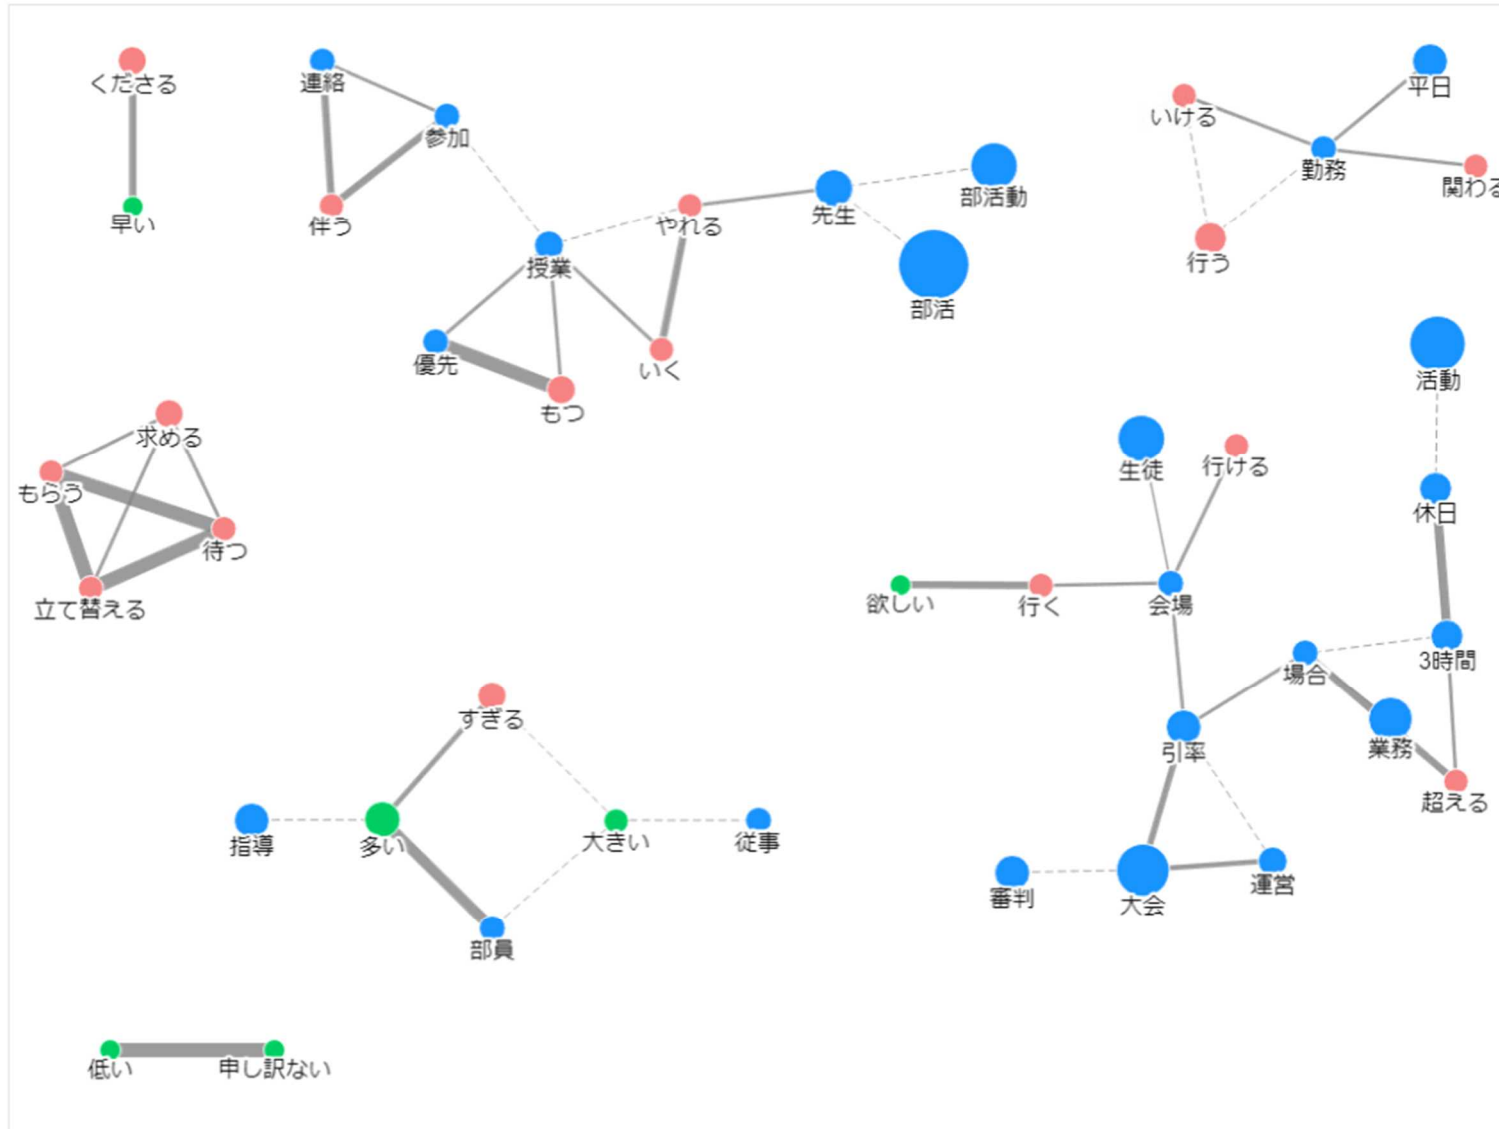 くださる
早い
連絡
参加
伴う
授業
やれる
先生
部活動
部活
優先
もつ
いく
いける
平日
勤務
関わる
行う
求める
もらう
待つ
立て替える
活動
休日
3時間
生徒
行ける
欲しい
行く
会場
場合
業務
超える
引率
審判
大会
運営
すぎる
指導
多い
大きい
従事
部員
低い
申し訳ない